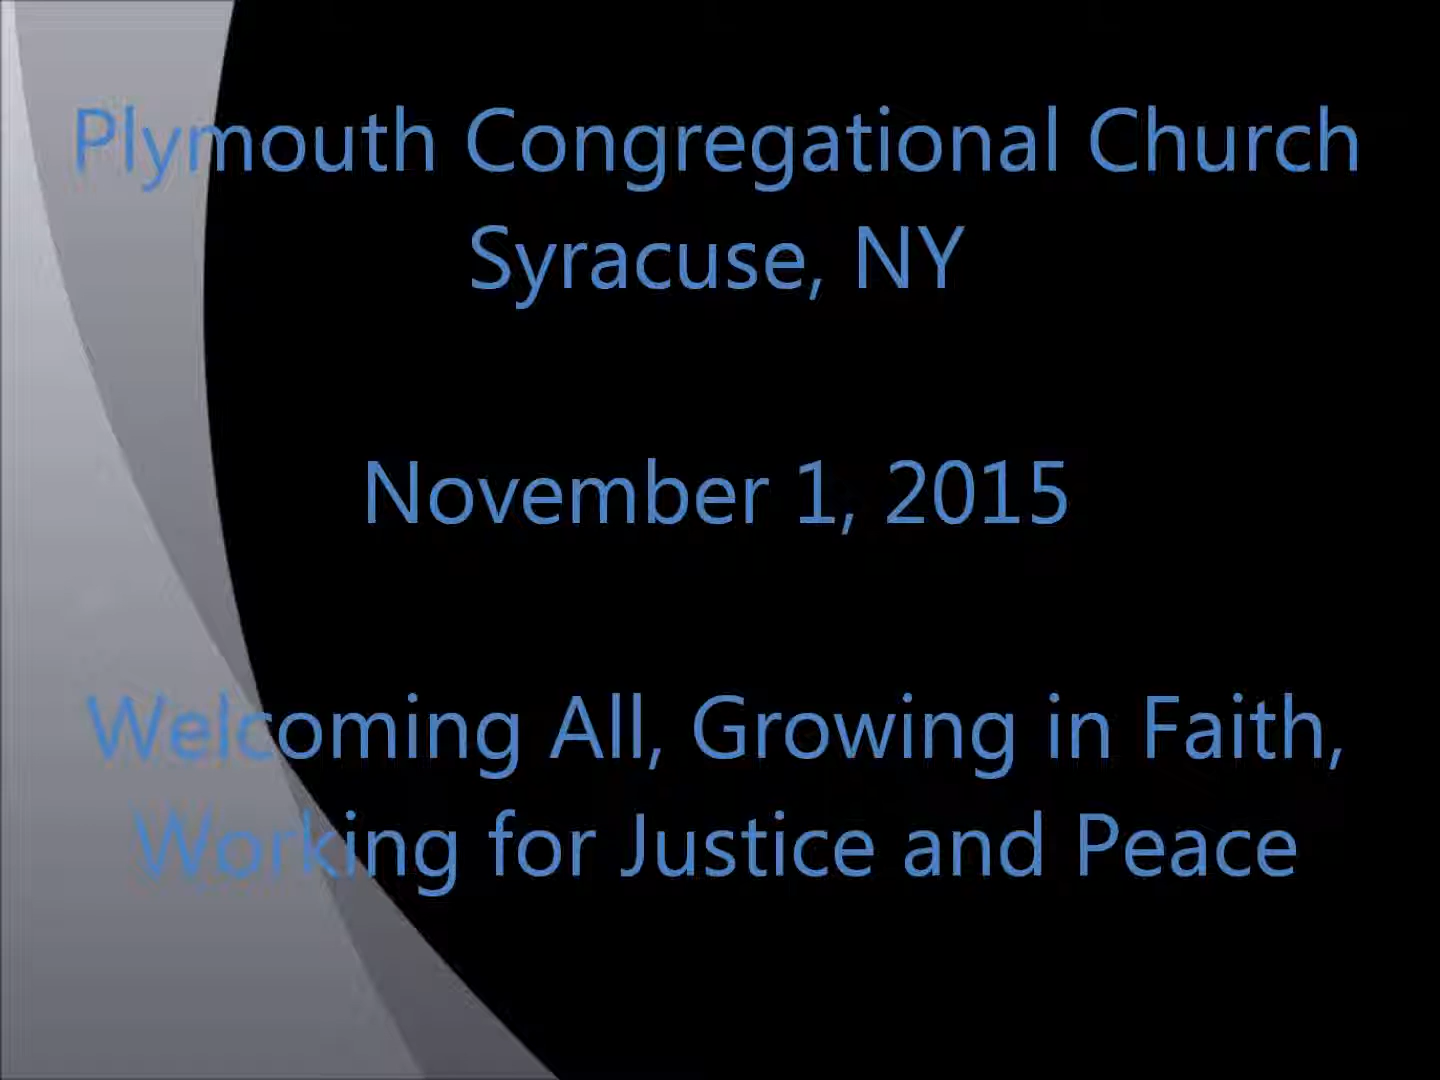 Plymouth Congregational Church
Syracuse, NY
November 1, 2015
Welcoming All, Growing in Faith,
Working for Justice and Peace